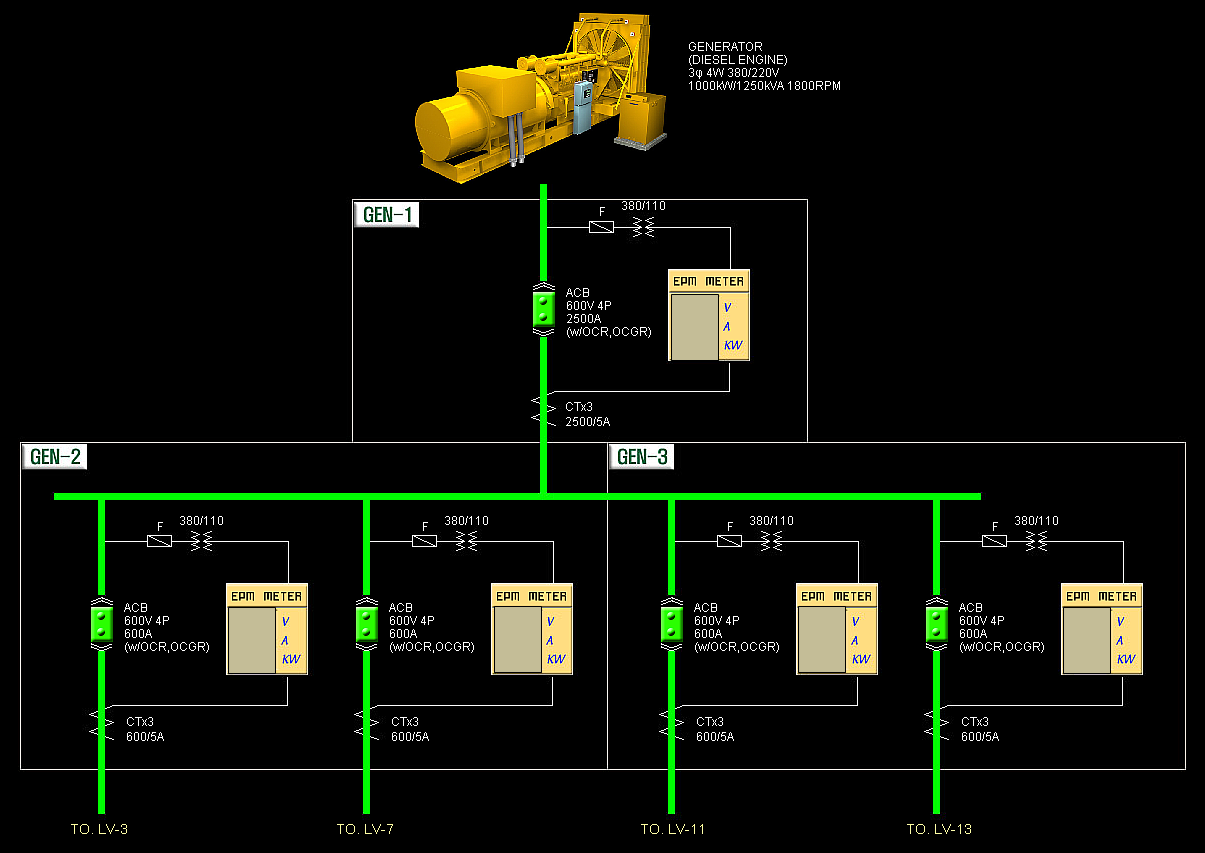 GENERATOR
(DIESEL ENGINE)
3φ 4W 380/220V
1000kW/1250kVA 1800RPM
GEN-1
F
380/110
EPM METER
V
A
KW
ACB
600V 4P
2500A
(w/OCR,OCGR)
CTx3
2500/5A
GEN-2
F
380/110
EPM METER
V
A
KW
ACB
600V 4P
600A
(w/OCR,OCGR)
CTx3
600/5A
TO. LV-3
F
380/110
EPM METER
V
A
KW
ACB
600V 4P
600A
(w/OCR,OCGR)
CTx3
600/5A
TO. LV-7
GEN-3
F
380/110
EPM METER
V
A
KW
ACB
600V 4P
600A
(w/OCR,OCGR)
CTx3
600/5A
TO. LV-11
F
380/110
EPM METER
V
A
KW
ACB
600V 4P
600A
(w/OCR,OCGR)
CTx3
600/5A
TO. LV-13